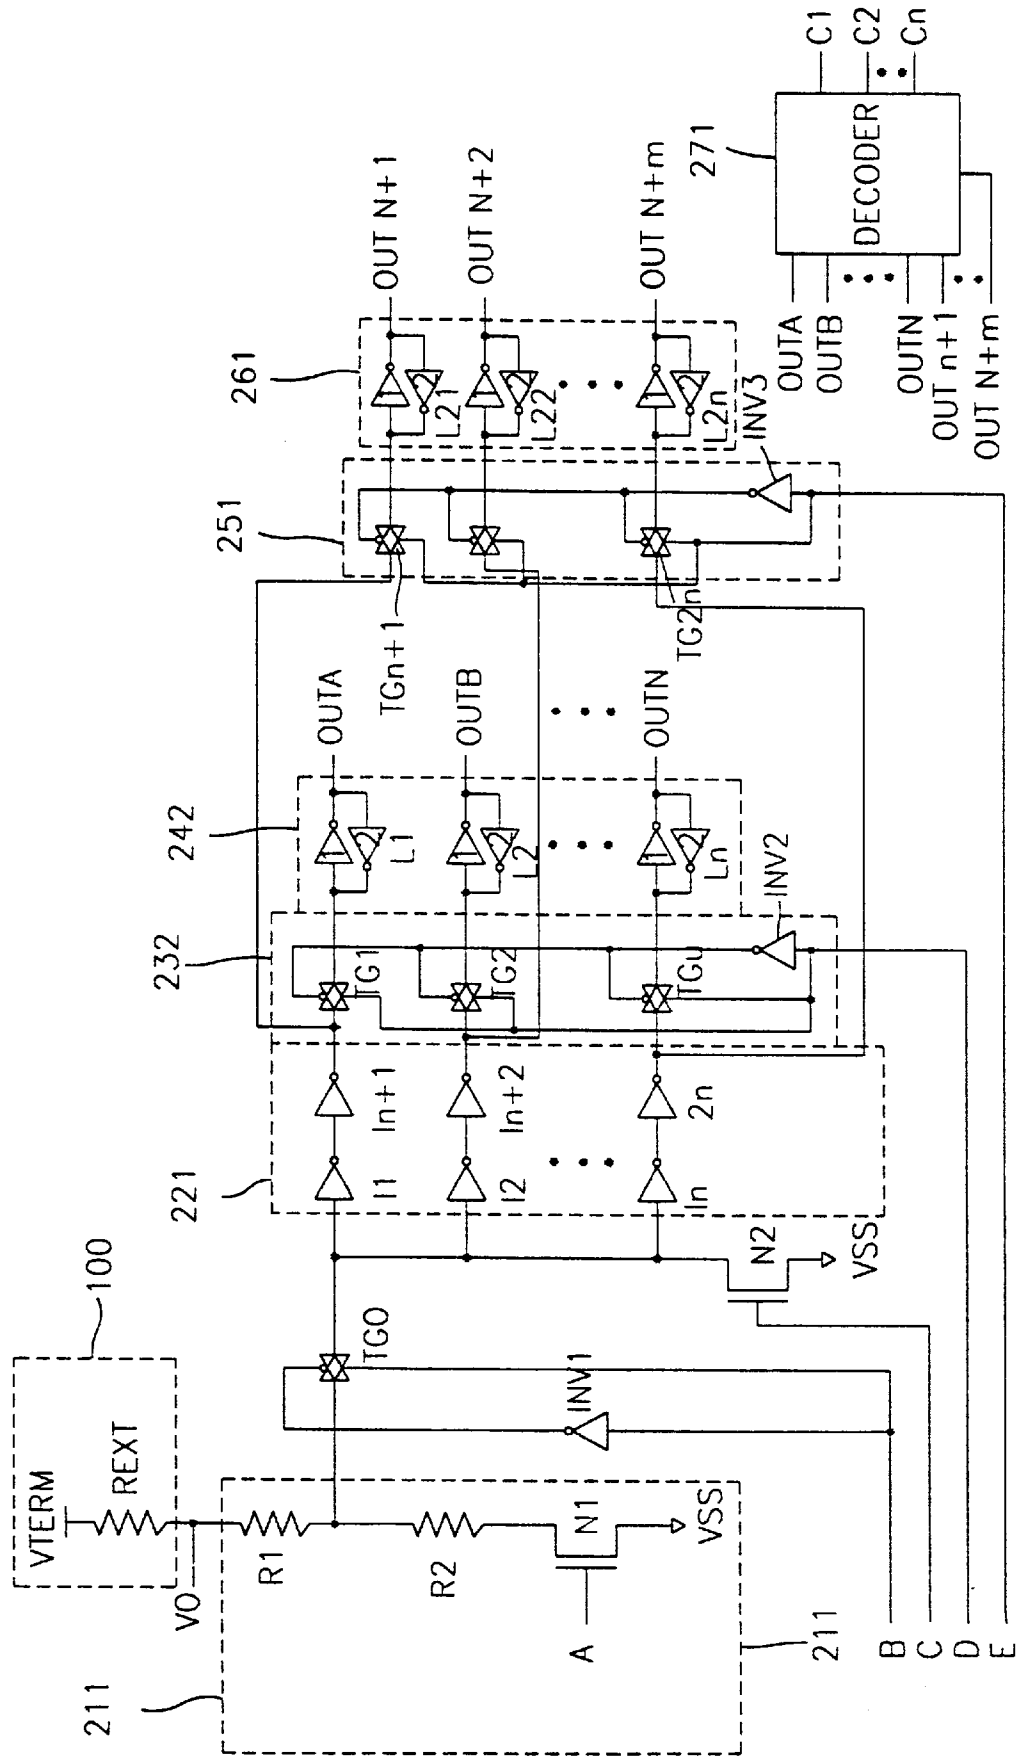 100
VTERM
REXT
VO
211
R1
R2
N1
A
VSS
211
TGO
INV1
B
C
D
E
N2
VSS
221
I1
In+1
I2
In+2
In
2n
232
TG1
TG2
TGu
INV2
242
L1
L2
Ln
OUTA
OUTB
OUTN
251
TGn+1
TG2n
INV3
261
L21
L22
L2n
OUT N+1
OUT N+2
OUT N+m
271
DECODER
OUTA
OUTB
OUTN
OUT n+1
OUT N+m
C1
C2
Cn